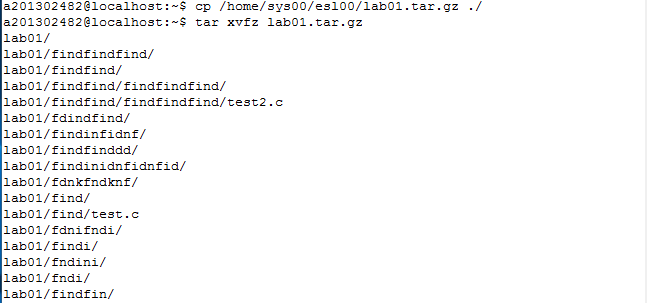 a201302482@localhost:~$ cp /home/sys00/esl00/lab01.tar.gz ./
a201302482@localhost:~$ tar xvfz lab01.tar.gz
lab01/
lab01/findfindfind/
lab01/findfind/
lab01/findfind/findfindfind/
lab01/findfind/findfindfind/test2.c
lab01/fdindfind/
lab01/findinfidnf/
lab01/findfinddd/
lab01/findinidnfidnfid/
lab01/fdnkfndknf/
lab01/find/
lab01/find/test.c
lab01/fdnifndi/
lab01/findi/
lab01/fndini/
lab01/fndi/
lab01/findfin/